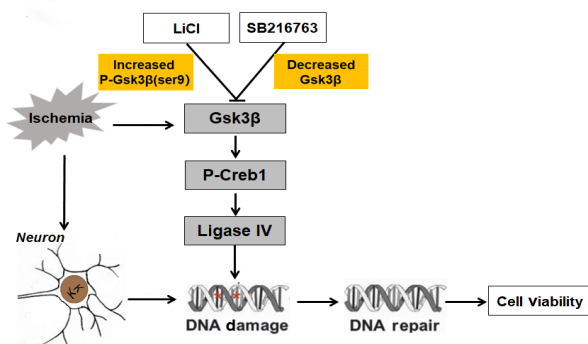 LiCl
SB216763
Increased
P-Gsk3β(ser9)
Decreased
Gsk3β
Ischemia
Gsk3β
P-Creb1
Ligase IV
Neuron
DNA damage
DNA repair
Cell Viability